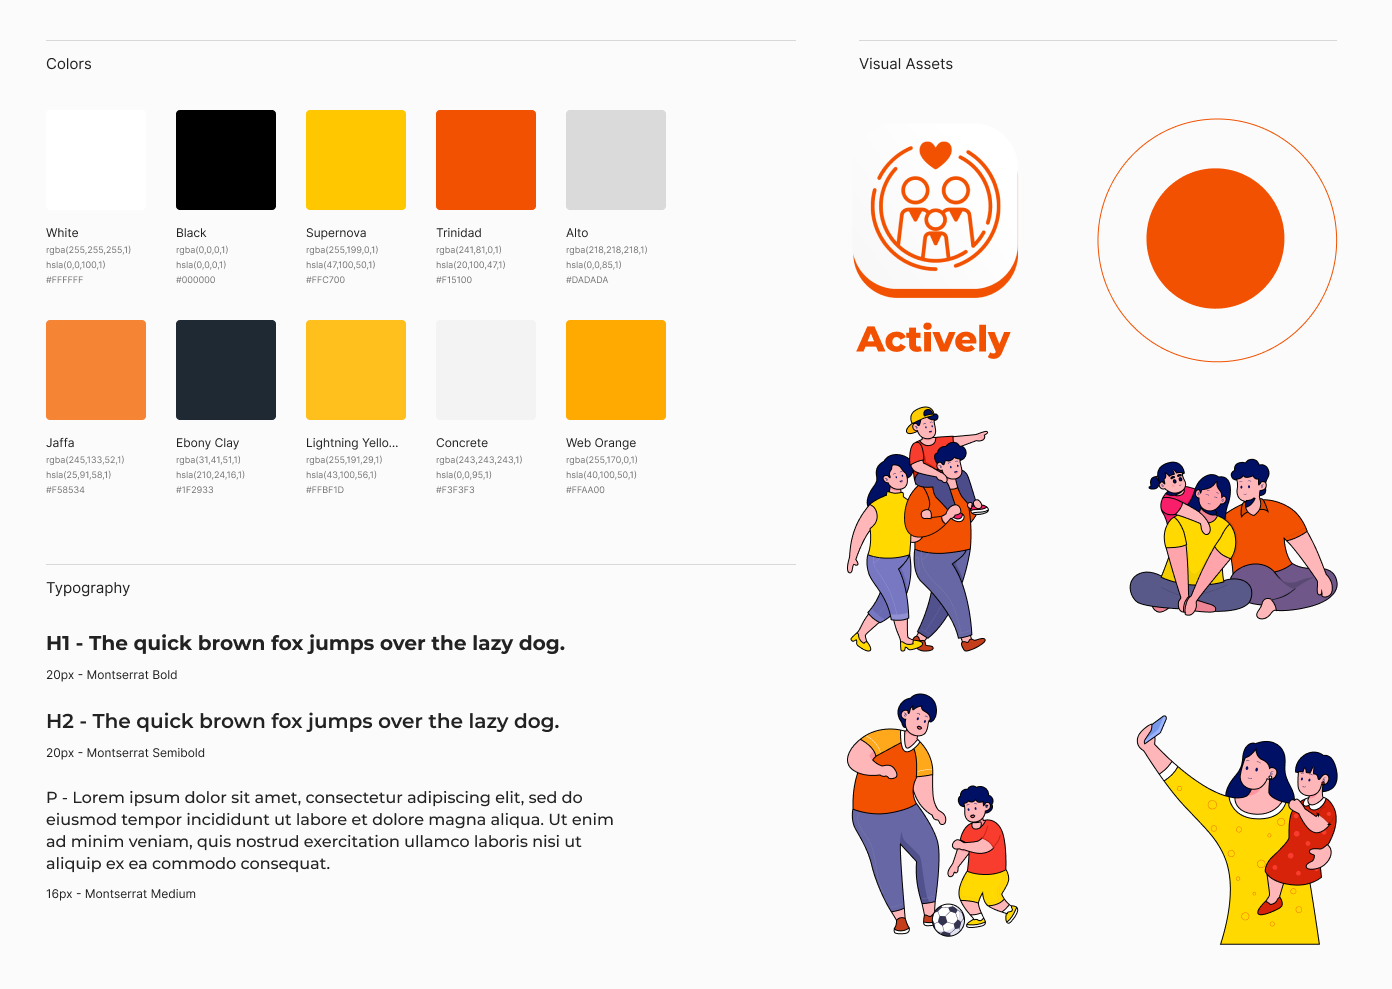 Colors
White
rgba(255,255,255,1)
hsla(0,0,100,1)
#FFFFFF
Black
rgba(0,0,0,1)
hsla(0,0,0,1)
#000000
Supernova
rgba(255,199,0,1)
hsla(47,100,50,1)
#FFC700
Trinidad
rgba(241,81,0,1)
hsla(20,100,47,1)
#F15100
Alto
rgba(218,218,218,1)
hsla(0,0,85,1)
#DADADA
Jaffa
rgba(245,133,52,1)
hsla(25,91,58,1)
#F58534
Ebony Clay
rgba(31,41,51,1)
hsla(210,24,16,1)
#1F2933
Lightning Yello...
rgba(255,191,29,1)
hsla(43,100,56,1)
#FFBF1D
Concrete
rgba(243,243,243,1)
hsla(0,0,95,1)
#F3F3F3
Web Orange
rgba(255,170,0,1)
hsla(40,100,50,1)
#FFAA00
Typography
H1 - The quick brown fox jumps over the lazy dog.
20px - Montserrat Bold
H2 - The quick brown fox jumps over the lazy dog.
20px - Montserrat Semibold
P - Lorem ipsum dolor sit amet, consectetur adipiscing elit, sed do
eiusmod tempor incididunt ut labore et dolore magna aliqua. Ut enim
ad minim veniam, quis nostrud exercitation ullamco laboris nisi ut
aliquip ex ea commodo consequat.
16px - Montserrat Medium
Visual Assets
Actively